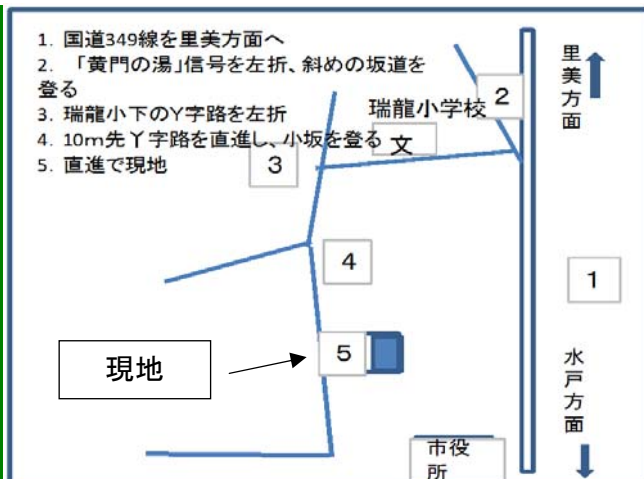 1. 国道349線を里美方面へ
2. 「黄門の湯」信号を左折、斜めの坂道を
登る
3. 瑞龍小下のY字路を左折
4. 10m先Y字路を直進し、小坂を登る
5. 直進で現地
瑞龍小学校
文
2
里美方面
3
4
1
現地
5
水戸方面
市役
所